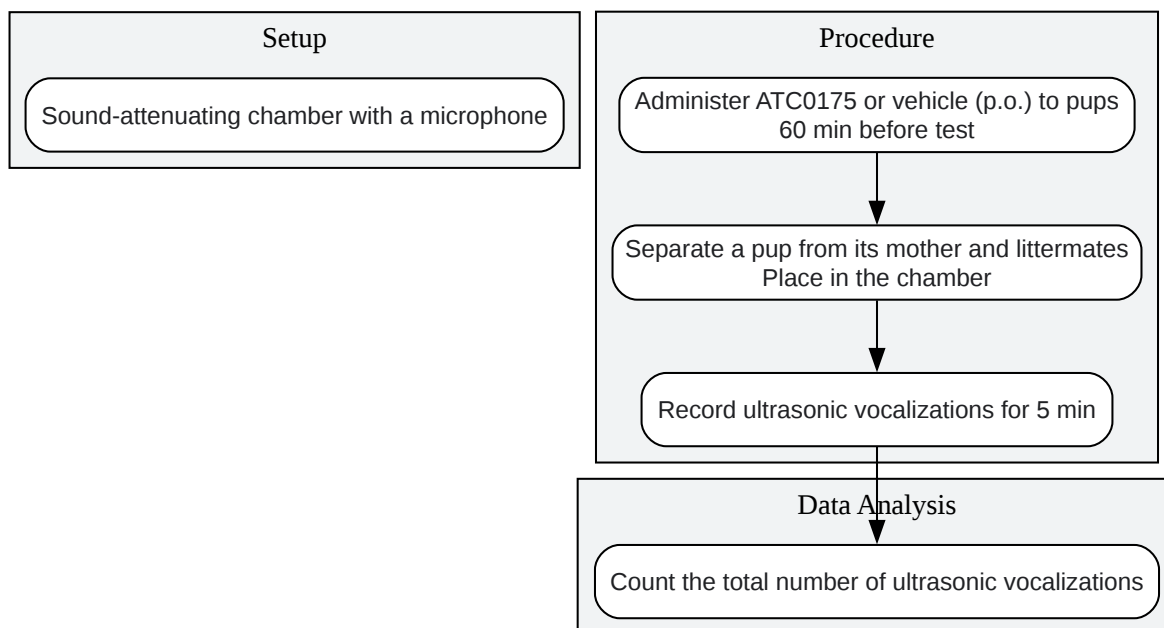 Setup
Sound-attenuating chamber with a microphone
Procedure
Administer ATC0175 or vehicle (p.o.) to pups
60 min before test
Separate a pup from its mother and littermates
Place in the chamber
Record ultrasonic vocalizations for 5 min
Data Analysis
Count the total number of ultrasonic vocalizations